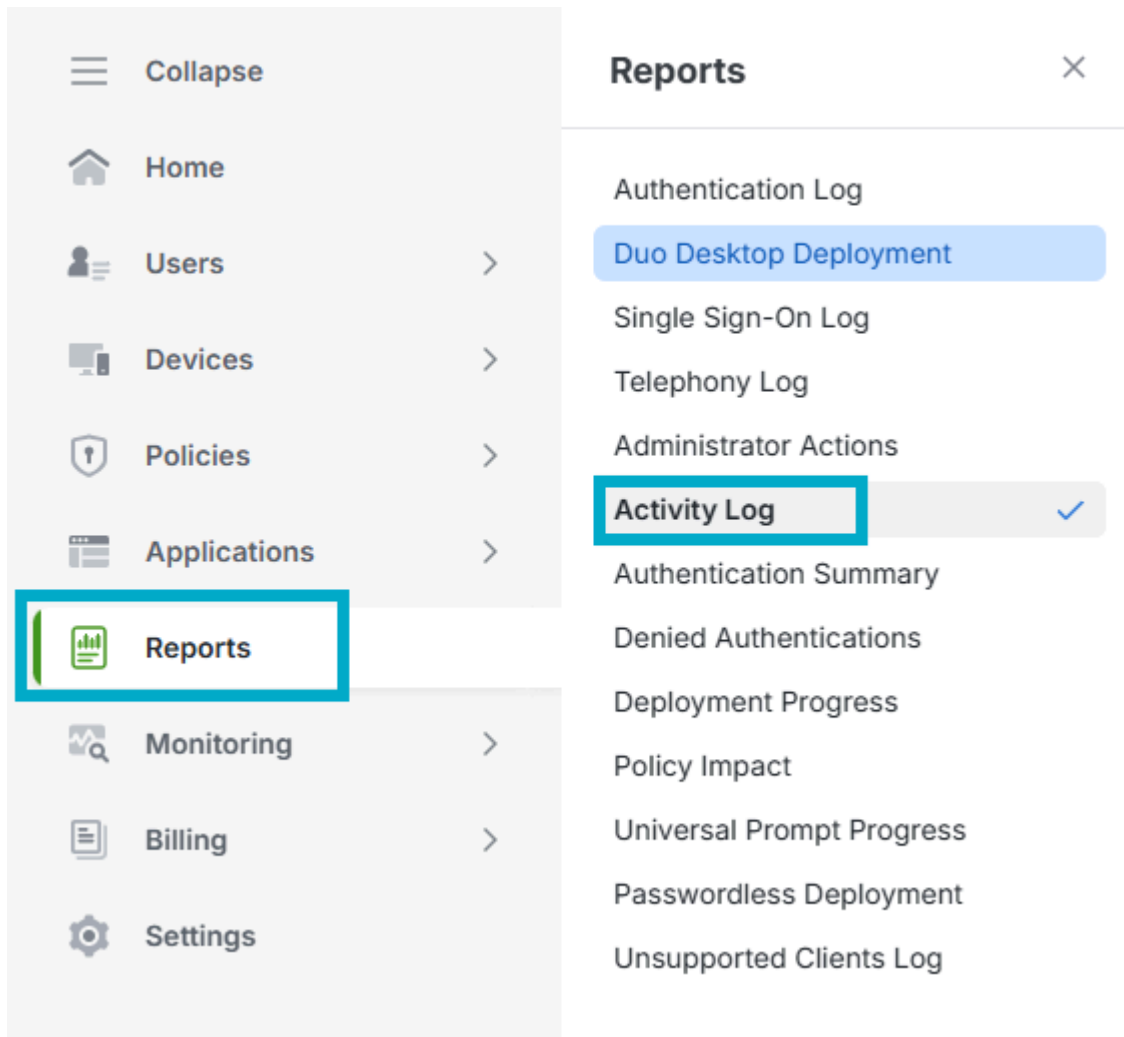 Collapse
Home
Users
Devices
Policies
Applications
Reports
Monitoring
Billing
Settings
Reports
Authentication Log
Duo Desktop Deployment
Single Sign-On Log
Telephony Log
Administrator Actions
Activity Log
Authentication Summary
Denied Authentications
Deployment Progress
Policy Impact
Universal Prompt Progress
Passwordless Deployment
Unsupported Clients Log